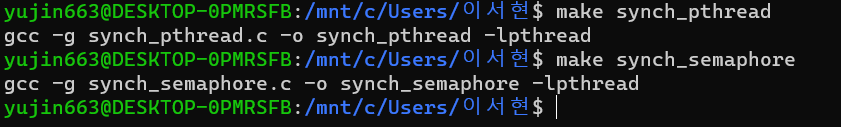 yujin663@DESKTOP-0PMRSFB:/mnt/c/Users/이서현$ make synch_pthread
gcc -g synch_pthread.c -o synch_pthread -lpthread
yujin663@DESKTOP-0PMRSFB:/mnt/c/Users/이서현$ make synch_semaphore
gcc -g synch_semaphore.c -o synch_semaphore -lpthread
yujin663@DESKTOP-0PMRSFB:/mnt/c/Users/이서현$